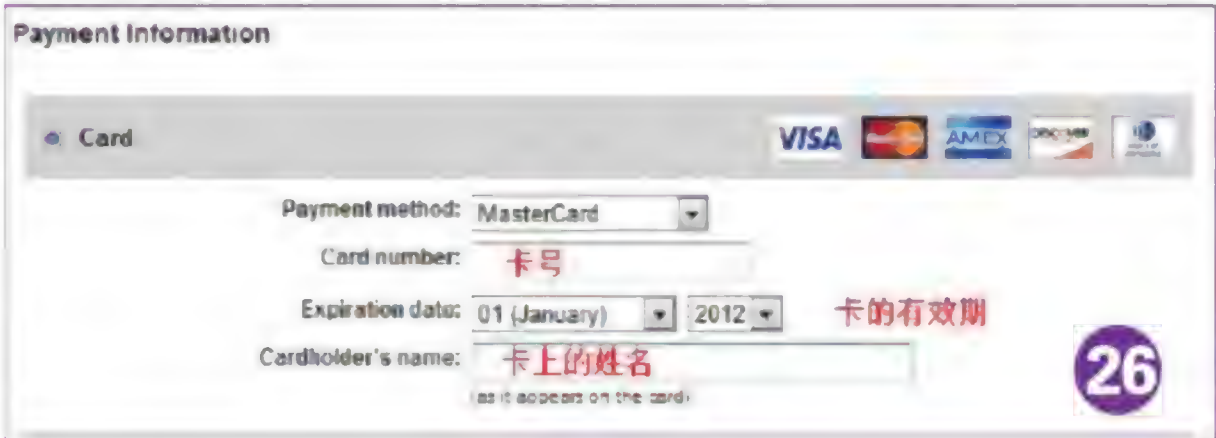 Payment Information
Card
VISA AMEX DISCOVER
Payment method: MasterCard
Card number: 卡号
Expiration date: 01 (January) 2012 卡的有效期
Cardholder's name: 卡上的姓名
(as it appears on the card)
26